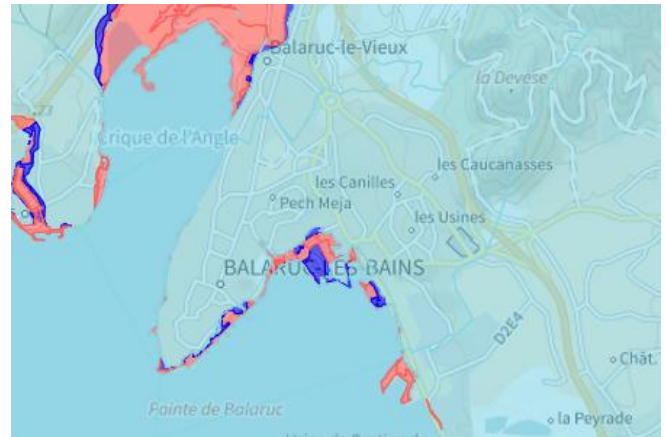 Balaruc-le-Vieux
la Devèse
Crique de l'Angle
les Caucanasses
les Canilles
Pech Meja
les Usines
BALARUC-LES-BAINS
D2E4
Chât.
Pointe de Balaruc
la Peyrade